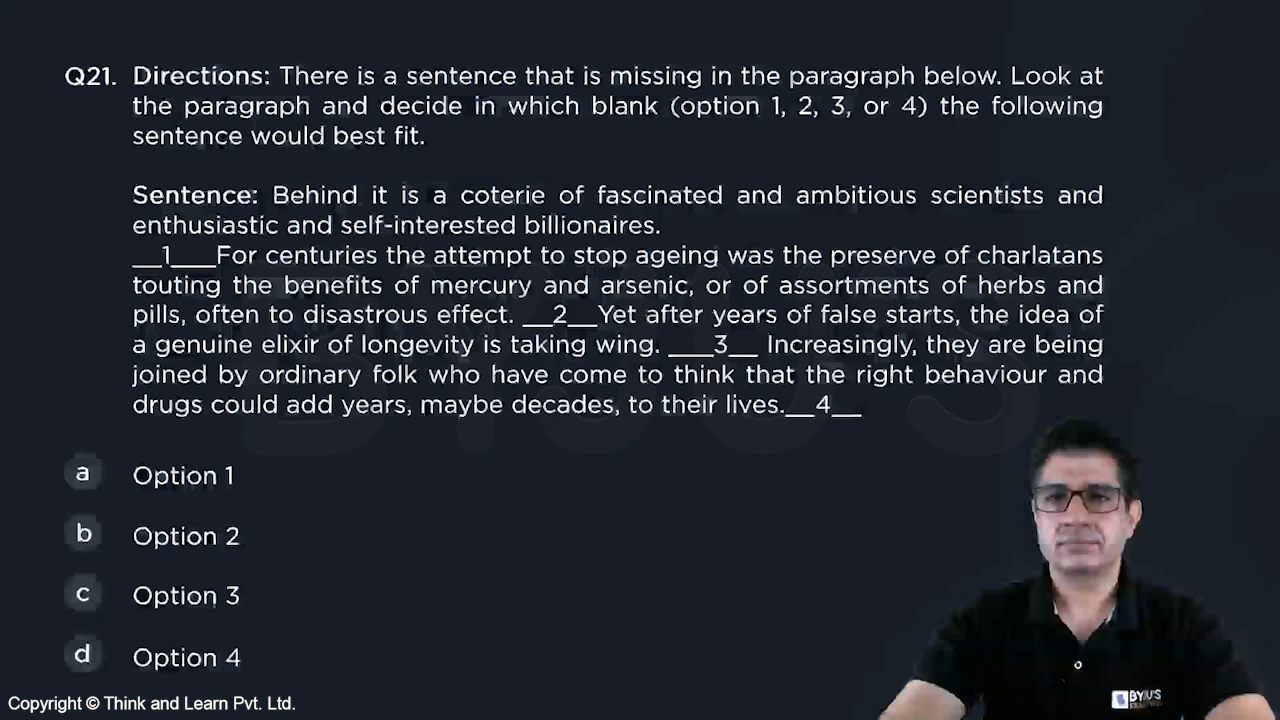 Q21. Directions: There is a sentence that is missing in the paragraph below. Look at
the paragraph and decide in which blank (option 1, 2, 3, or 4) the following
sentence would best fit.
Sentence: Behind it is a coterie of fascinated and ambitious scientists and
enthusiastic and self-interested billionaires.
__1___For centuries the attempt to stop ageing was the preserve of charlatans
touting the benefits of mercury and arsenic, or of assortments of herbs and
pills, often to disastrous effect. __2__Yet after years of false starts, the idea of
a genuine elixir of longevity is taking wing. ___3__ Increasingly, they are being
joined by ordinary folk who have come to think that the right behaviour and
drugs could add years, maybe decades, to their lives.__4__
a Option 1
b Option 2
c Option 3
d Option 4
BYJU'S
Copyright © Think and Learn Pvt. Ltd.